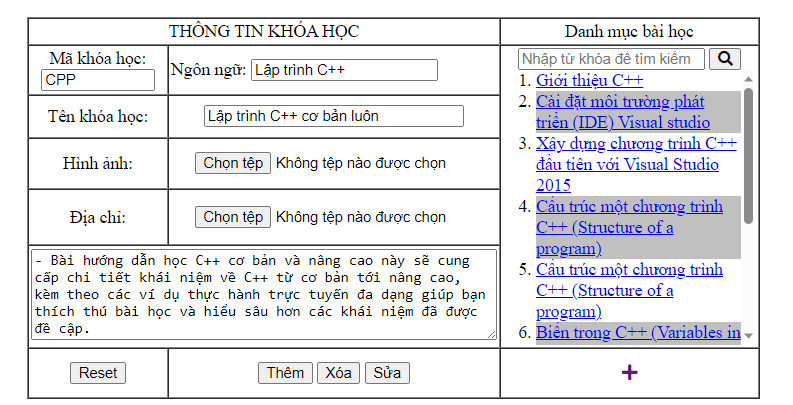 THÔNG TIN KHÓA HỌC
Danh mục bài học
Mã khóa học:
CPP
Ngôn ngữ: Lập trình C++
Tên khóa học:
Lập trình C++ cơ bản luôn
Hình ảnh:
Chọn tệp Không tệp nào được chọn
Địa chỉ:
Chọn tệp Không tệp nào được chọn
- Bài hướng dẫn học C++ cơ bản và nâng cao này sẽ cung
cấp chi tiết khái niệm về C++ từ cơ bản tới nâng cao,
kèm theo các ví dụ thực hành trực tuyến đa dạng giúp bạn
thích thú bài học và hiểu sâu hơn các khái niệm đã được
đề cập.
Nhập từ khóa để tìm kiếm
1. Giới thiệu C++
2. Cài đặt môi trường phát
triển (IDE) Visual studio
3. Xây dựng chương trình C++
đầu tiên với Visual Studio
2015
4. Cấu trúc một chương trình
C++ (Structure of a
program)
5. Cấu trúc một chương trình
C++ (Structure of a
program)
6. Biến trong C++ (Variables in
Reset
Thêm Xóa Sửa
+